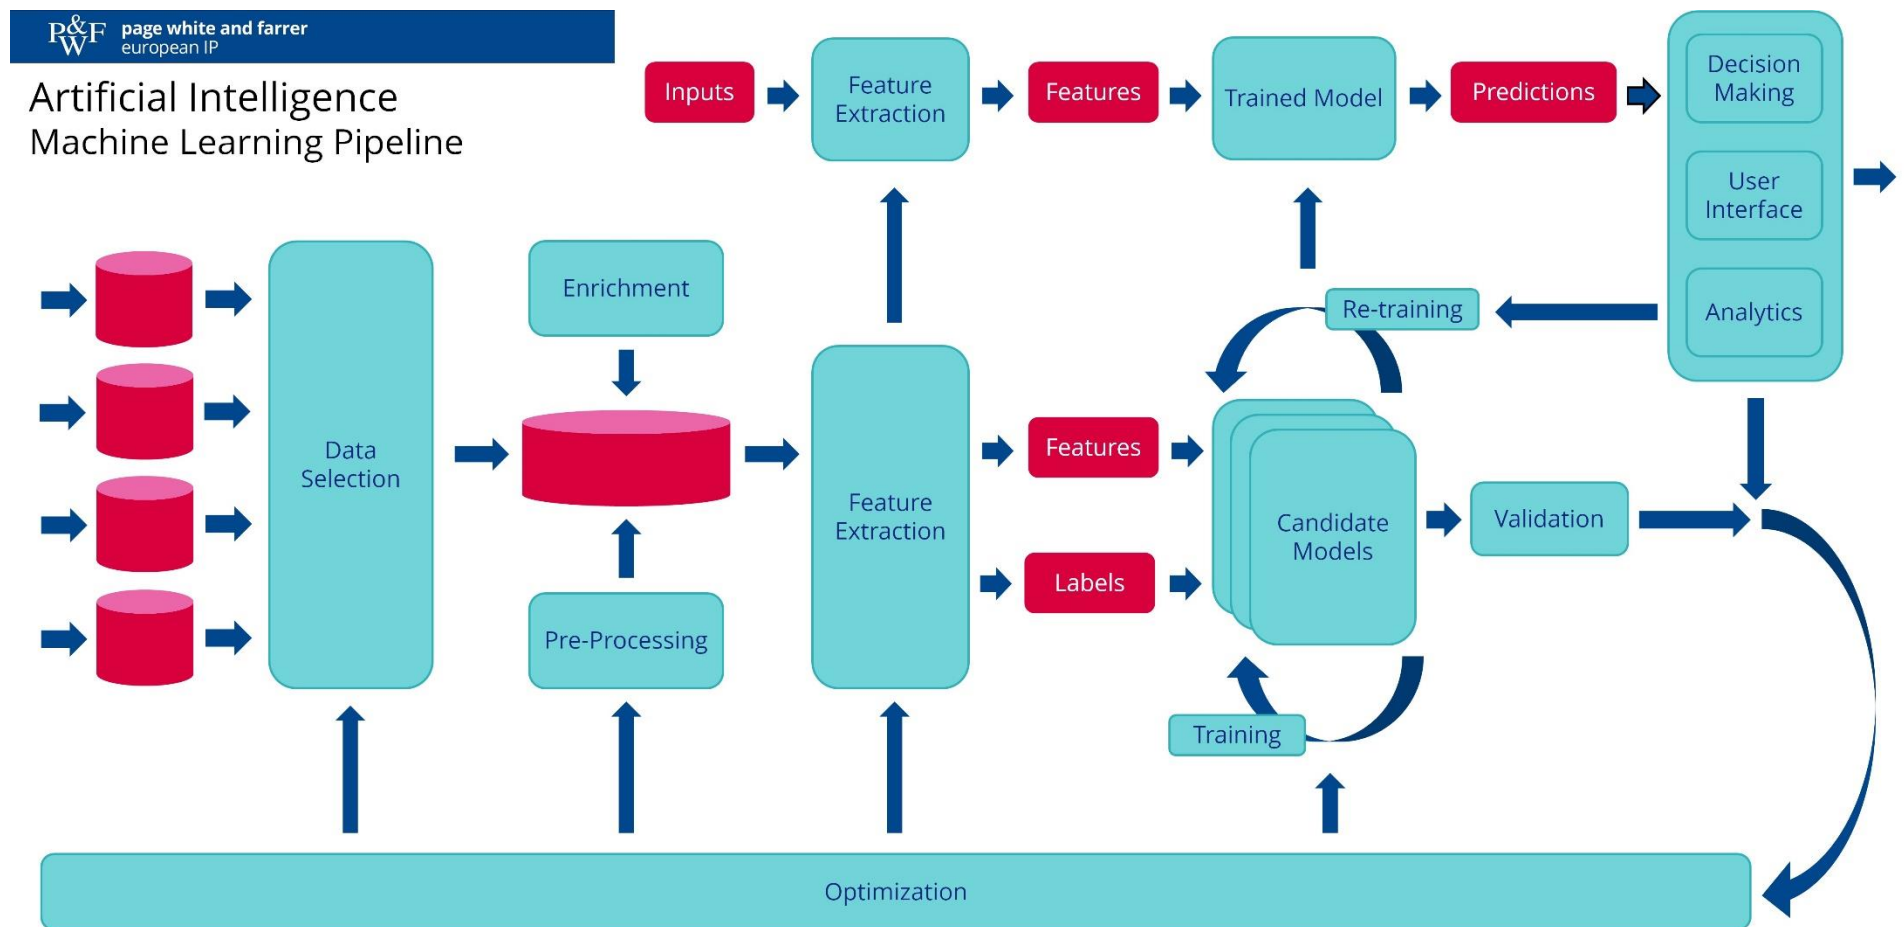 P&WF
page white and farrer
european IP
Artificial Intelligence
Machine Learning Pipeline
Inputs
Feature
Extraction
Features
Trained Model
Predictions
Decision
Making
User
Interface
Analytics
Enrichment
Re-training
Data
Selection
Features
Feature
Extraction
Candidate
Models
Validation
Labels
Pre-Processing
Training
Optimization